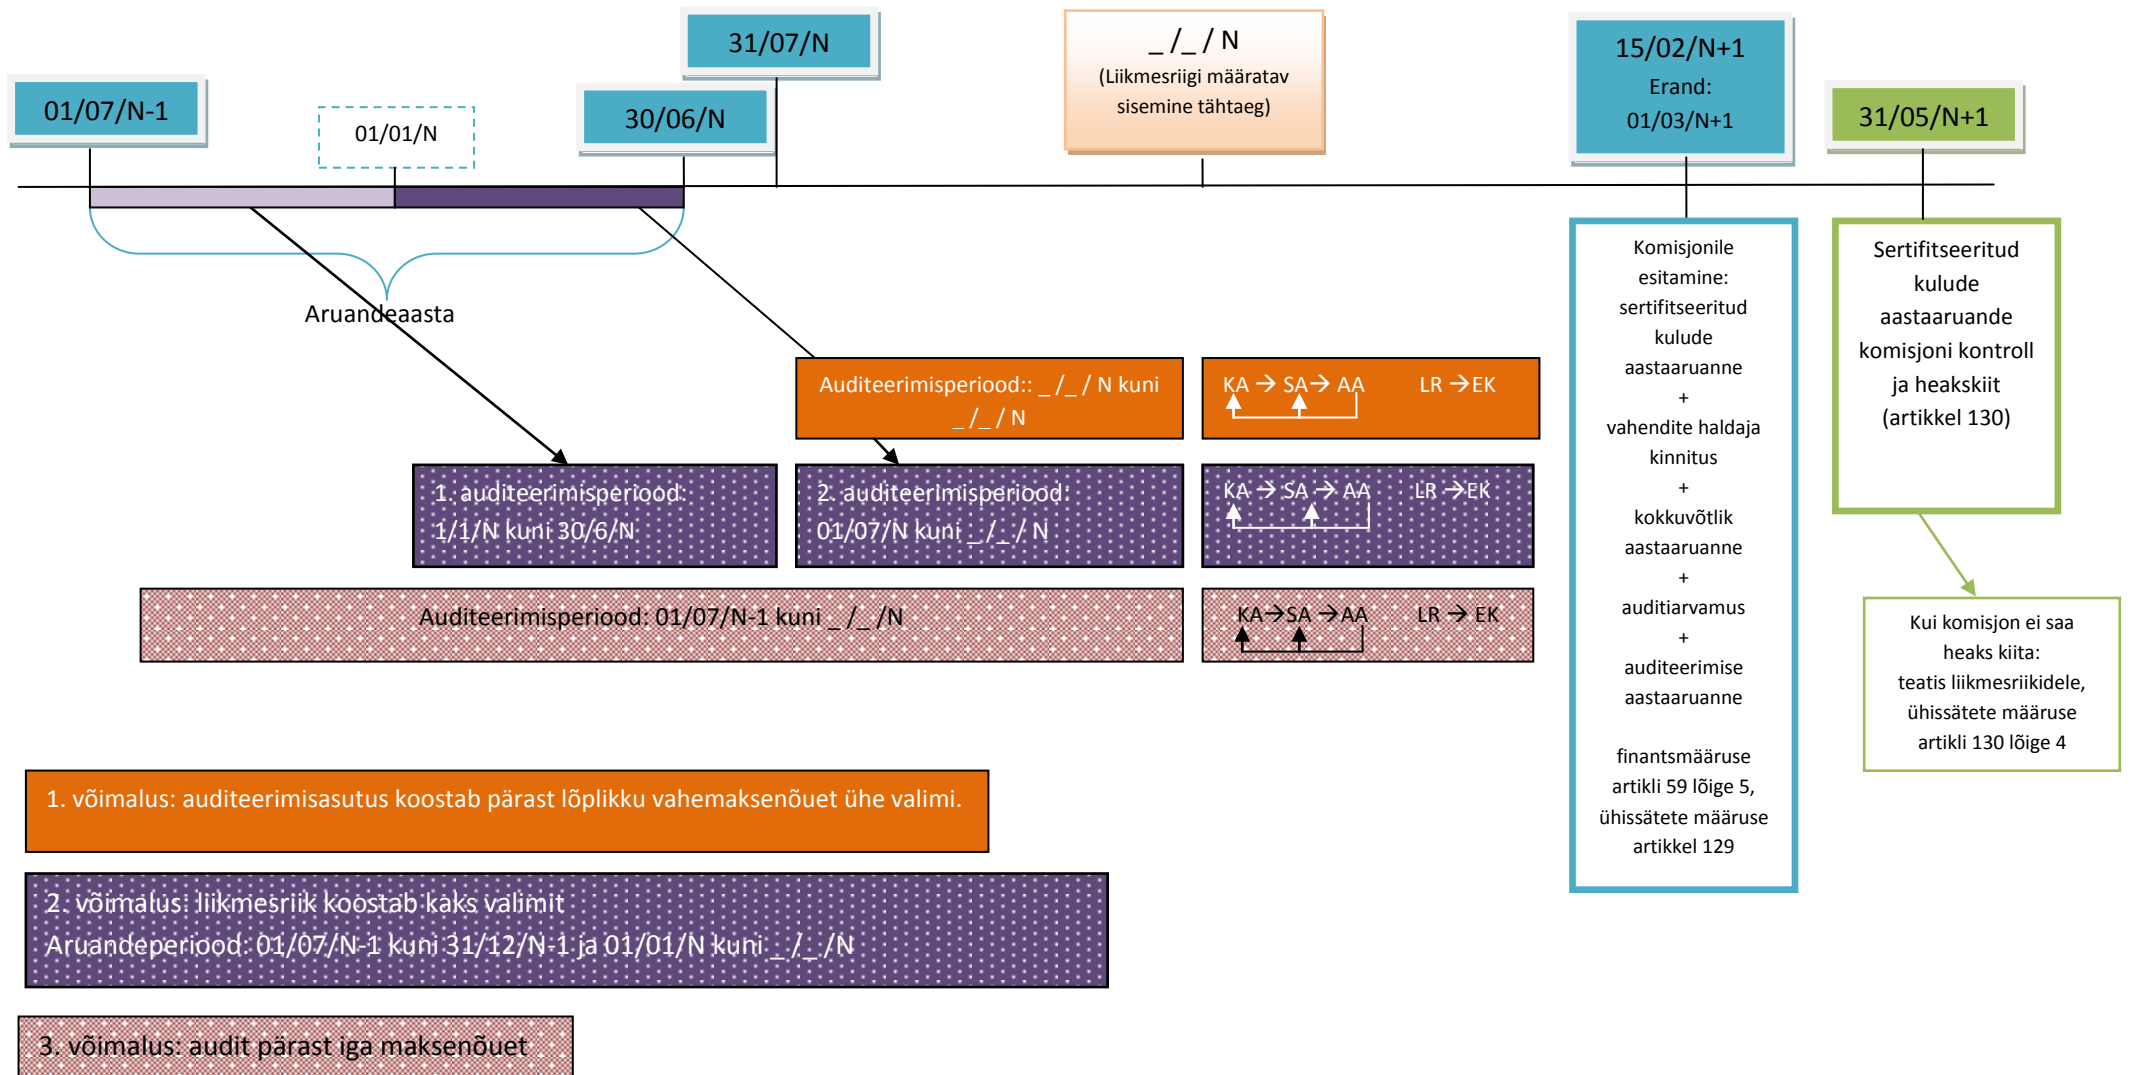 01/07/N-1
01/01/N
30/06/N
31/07/N
_ /_ / N
(Liikmesriigi määratav
sisemine tähtaeg)
15/02/N+1
Erand:
01/03/N+1
31/05/N+1
Aruandeaasta
Auditeerimisperiood:: _ /_ / N kuni
_ /_ / N
KA → SA → AA LR → EK
1. auditeerimisperiood:
1/1/N kuni 30/6/N
2. auditeerimisperiood:
01/07/N kuni _ /_ / N
KA → SA → AA LR → EK
Auditeerimisperiood: 01/07/N-1 kuni _ /_ /N
KA → SA → AA LR → EK
Komisjonile
esitamine:
sertifitseeritud
kulude
aastaaruanne
+
vahendite haldaja
kinnitus
+
kokkuvõtlik
aastaaruanne
+
auditiarvamus
+
auditeerimise
aastaaruanne
finantsmääruse
artikli 59 lõige 5,
ühissätete määruse
artikkel 129
Sertifitseeritud
kulude
aastaaruande
komisjoni kontroll
ja heakskiit
(artikkel 130)
Kui komisjon ei saa
heaks kiita:
teatis liikmesriikidele,
ühissätete määruse
artikli 130 lõige 4
1. võimalus: auditeerimisasutus koostab pärast lõplikku vahemaksenõuet ühe valimi.
2. võimalus: liikmesriik koostab kaks valimit
Aruandeperiood: 01/07/N-1 kuni 31/12/N-1 ja 01/01/N kuni _ /_ /N
3. võimalus: audit pärast iga maksenõuet